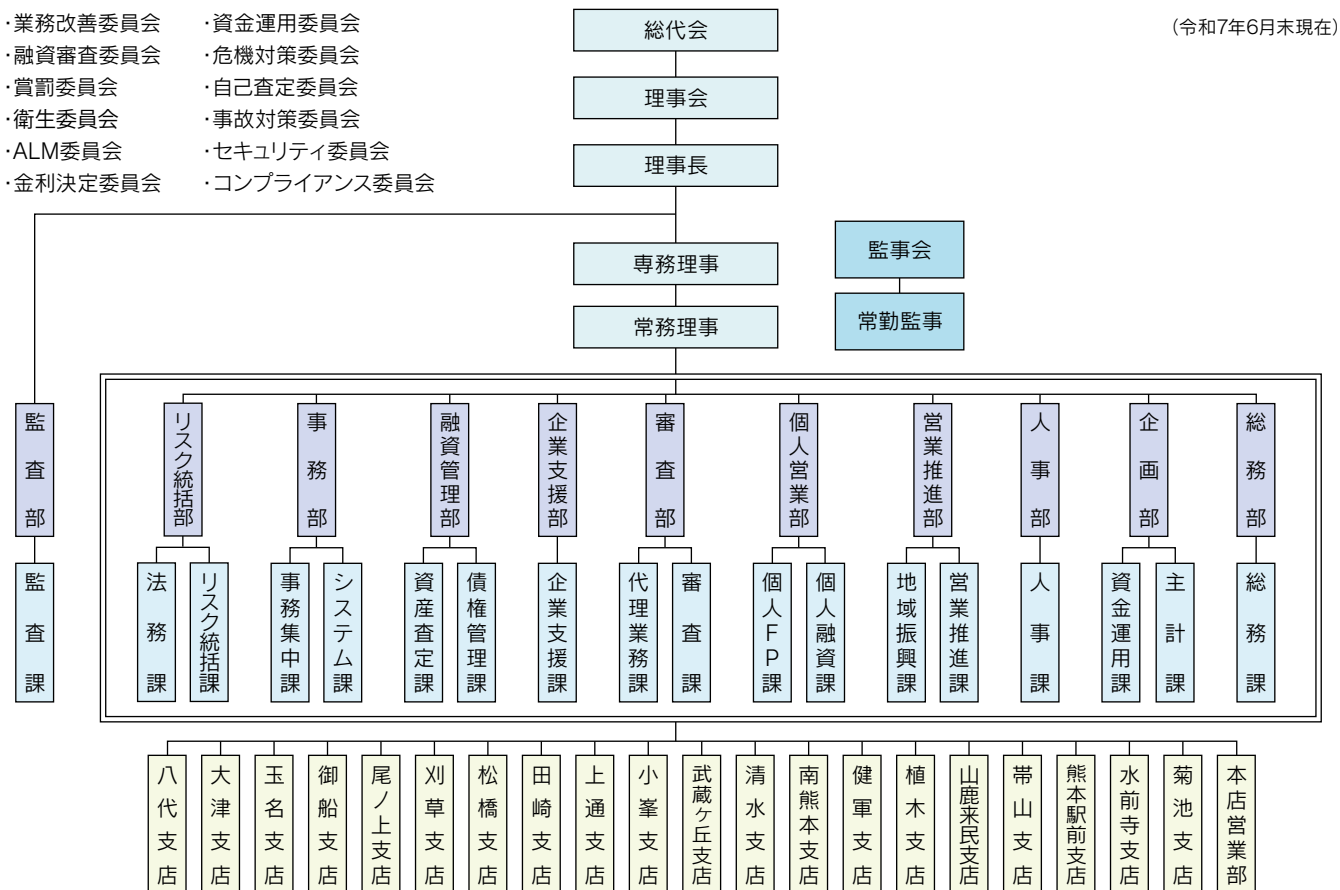 ・業務改善委員会
・融資審査委員会
・賞罰委員会
・衛生委員会
・ALM委員会
・金利決定委員会
・資金運用委員会
・危機対策委員会
・自己査定委員会
・事故対策委員会
・セキュリティ委員会
・コンプライアンス委員会
(令和7年6月末現在)
総代会
理事会
理事長
専務理事
常務理事
監事会
常勤監事
監査部
リスク統括部
事務部
融資管理部
企業支援部
審査部
個人営業部
営業推進部
人事部
企画部
総務部
監査課
法務課
リスク統括課
事務集中課
システム課
資産査定課
債権管理課
企業支援課
代理業務課
審査課
個人FP課
個人融資課
地域振興課
営業推進課
人事課
資金運用課
主計課
総務課
八代支店
大津支店
玉名支店
御船支店
尾ノ上支店
刈草支店
松橋支店
田崎支店
上通支店
小峯支店
武蔵ヶ丘支店
清水支店
南熊本支店
健軍支店
植木支店
山鹿来民支店
帯山支店
熊本駅前支店
水前寺支店
菊池支店
本店営業部